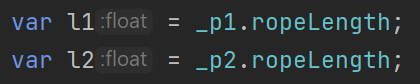 var l1 :float = _p1.ropeLength;
var l2 :float = _p2.ropeLength;